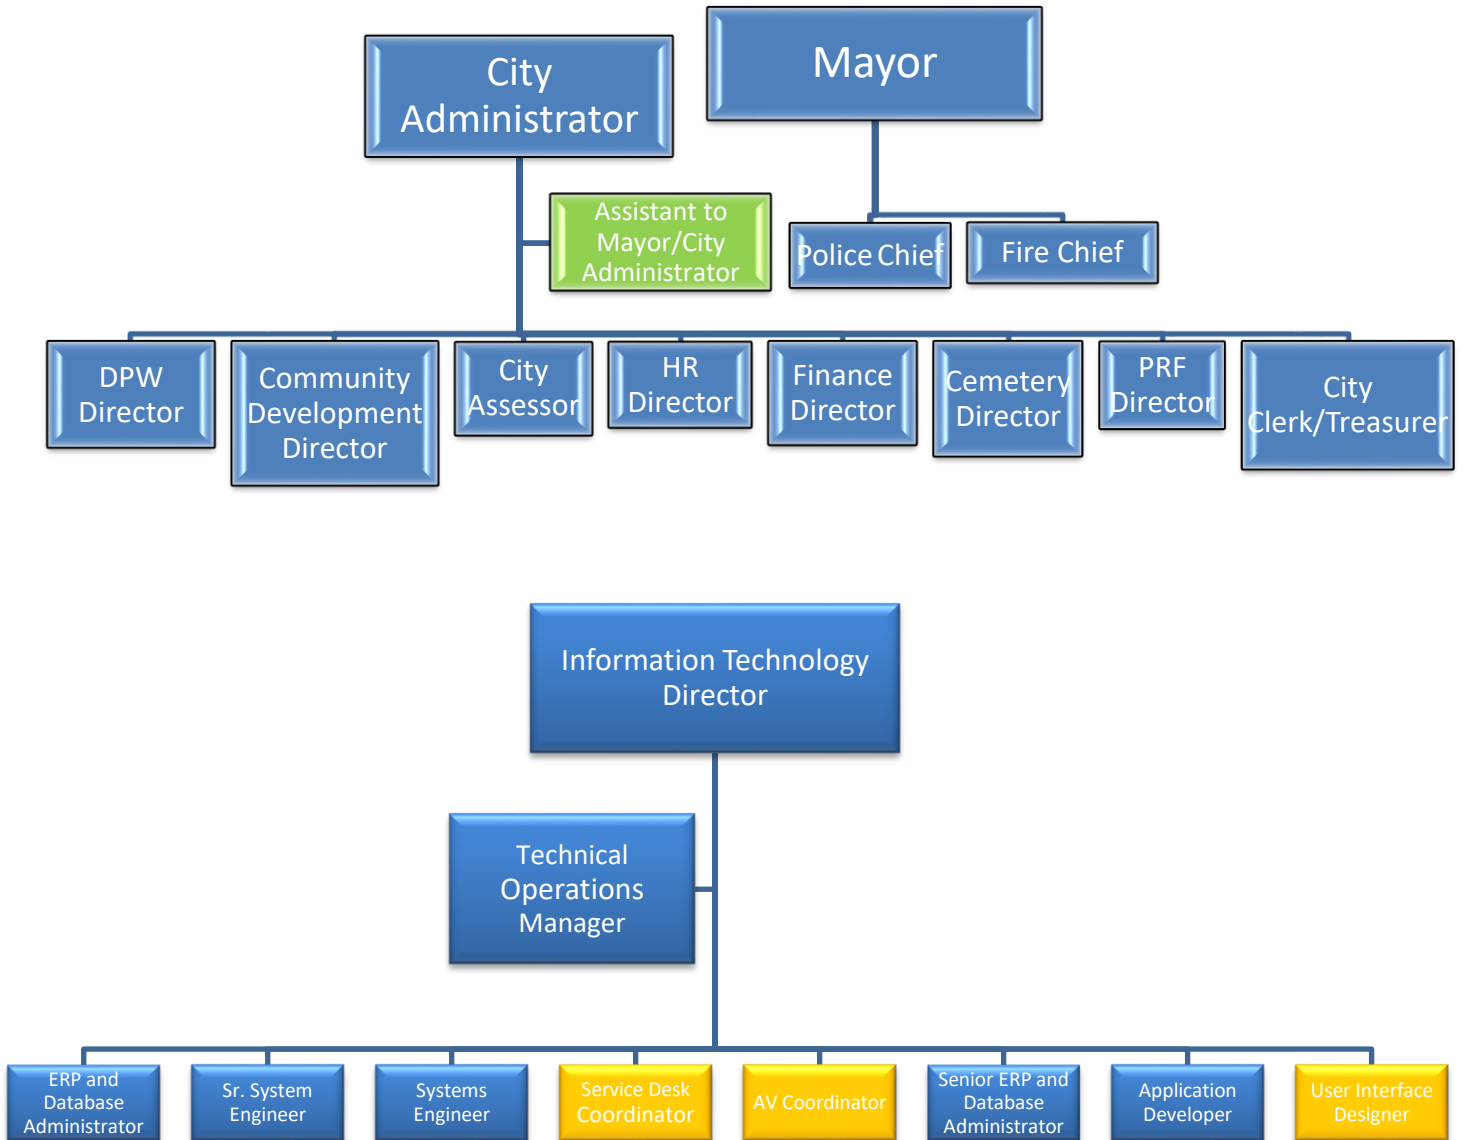 City
Administrator
Mayor
Assistant to
Mayor/City
Administrator
Police Chief
Fire Chief
DPW
Director
Community
Development
Director
City
Assessor
HR
Director
Finance
Director
Cemetery
Director
PRF
Director
City
Clerk/Treasurer
Information Technology
Director
Technical
Operations
Manager
ERP and
Database
Administrator
Sr. System
Engineer
Systems
Engineer
Service Desk
Coordinator
AV Coordinator
Senior ERP and
Database
Administrator
Application
Developer
User Interface
Designer